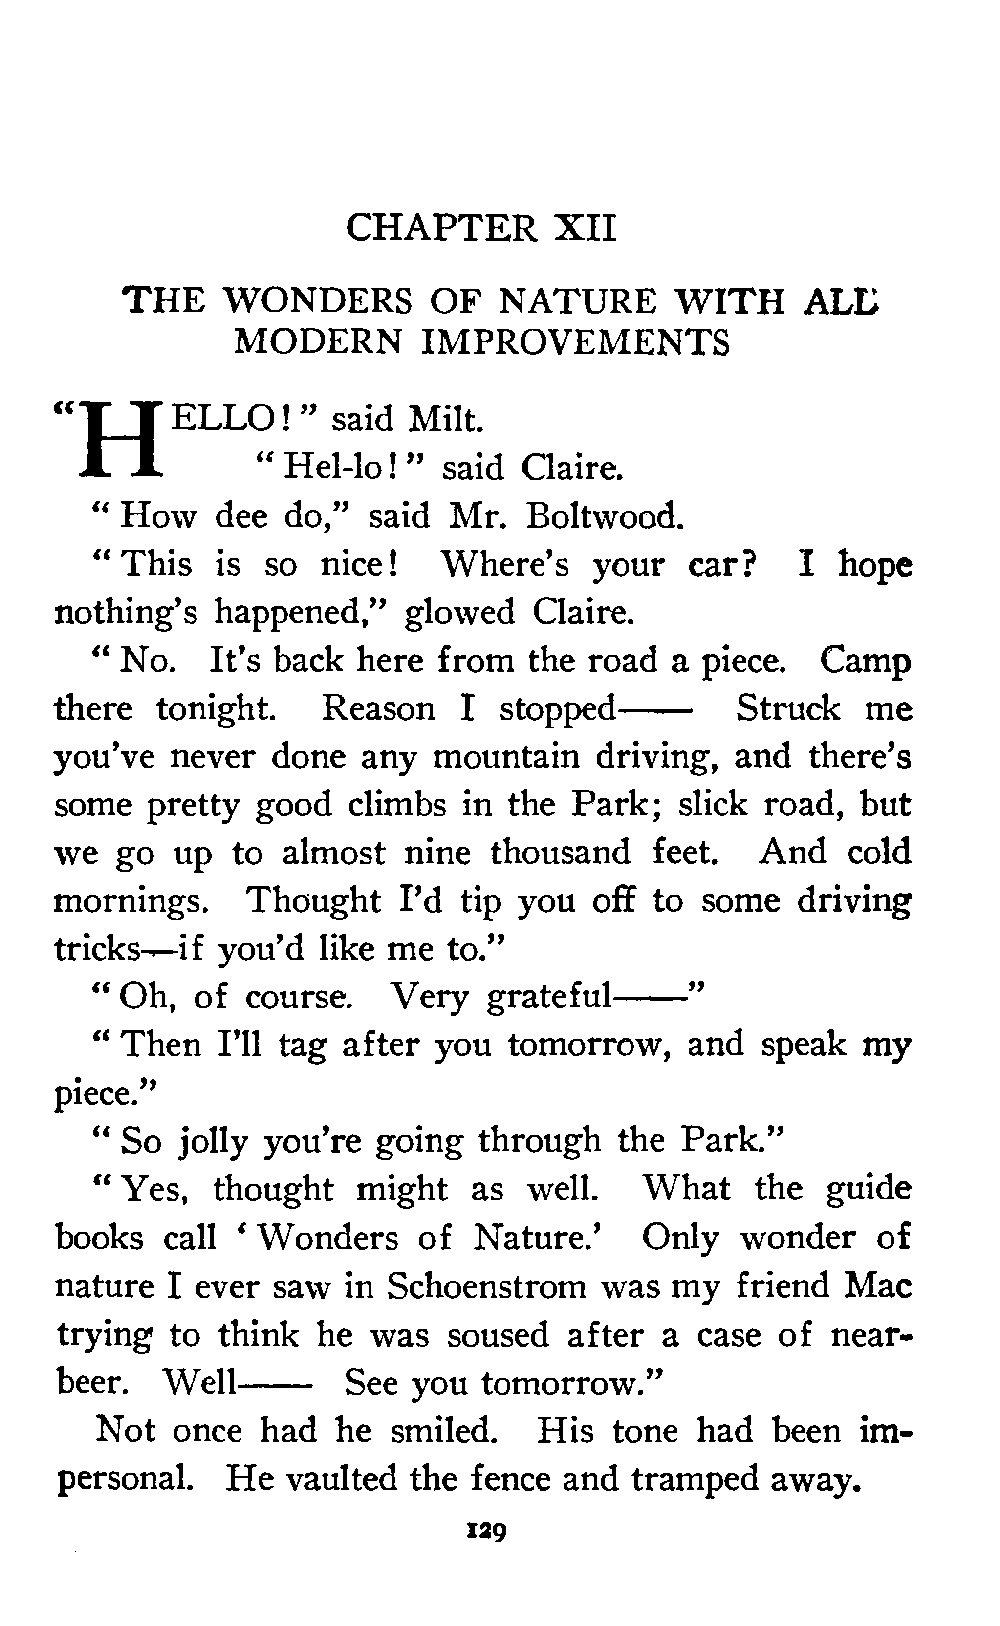 CHAPTER XII
THE WONDERS OF NATURE WITH ALL
MODERN IMPROVEMENTS
"HELLO!" said Milt.
"Hel-lo!" said Claire.
"How dee do," said Mr. Boltwood.
"This is so nice! Where's your car? I hope
nothing's happened," glowed Claire.
"No. It's back here from the road a piece. Camp
there tonight. Reason I stopped—— Struck me
you've never done any mountain driving, and there's
some pretty good climbs in the Park; slick road, but
we go up to almost nine thousand feet. And cold
mornings. Thought I'd tip you off to some driving
tricks—if you'd like me to."
"Oh, of course. Very grateful——"
"Then I'll tag after you tomorrow, and speak my
piece."
"So jolly you're going through the Park."
"Yes, thought might as well. What the guide
books call 'Wonders of Nature.' Only wonder of
nature I ever saw in Schoenstrom was my friend Mac
trying to think he was soused after a case of near-
beer. Well—— See you tomorrow."
Not once had he smiled. His tone had been im-
personal. He vaulted the fence and tramped away.
129